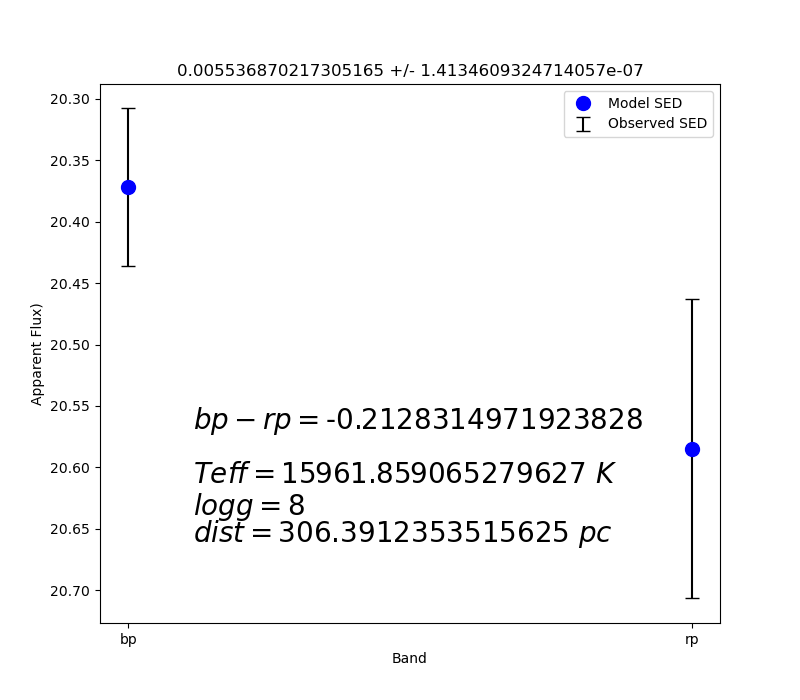 0.0055368702173051​65 +/- 1.4134609324714057e-07
Model SED
Observed SED
20.30
20.35
20.40
20.45
20.50
20.55
20.60
20.65
20.70
Apparent Flux)
bp − rp = -0.2128314971923828
Teff = 15961.859065279627 K
logg = 8
dist = 306.3912353515625 pc
bp
rp
Band